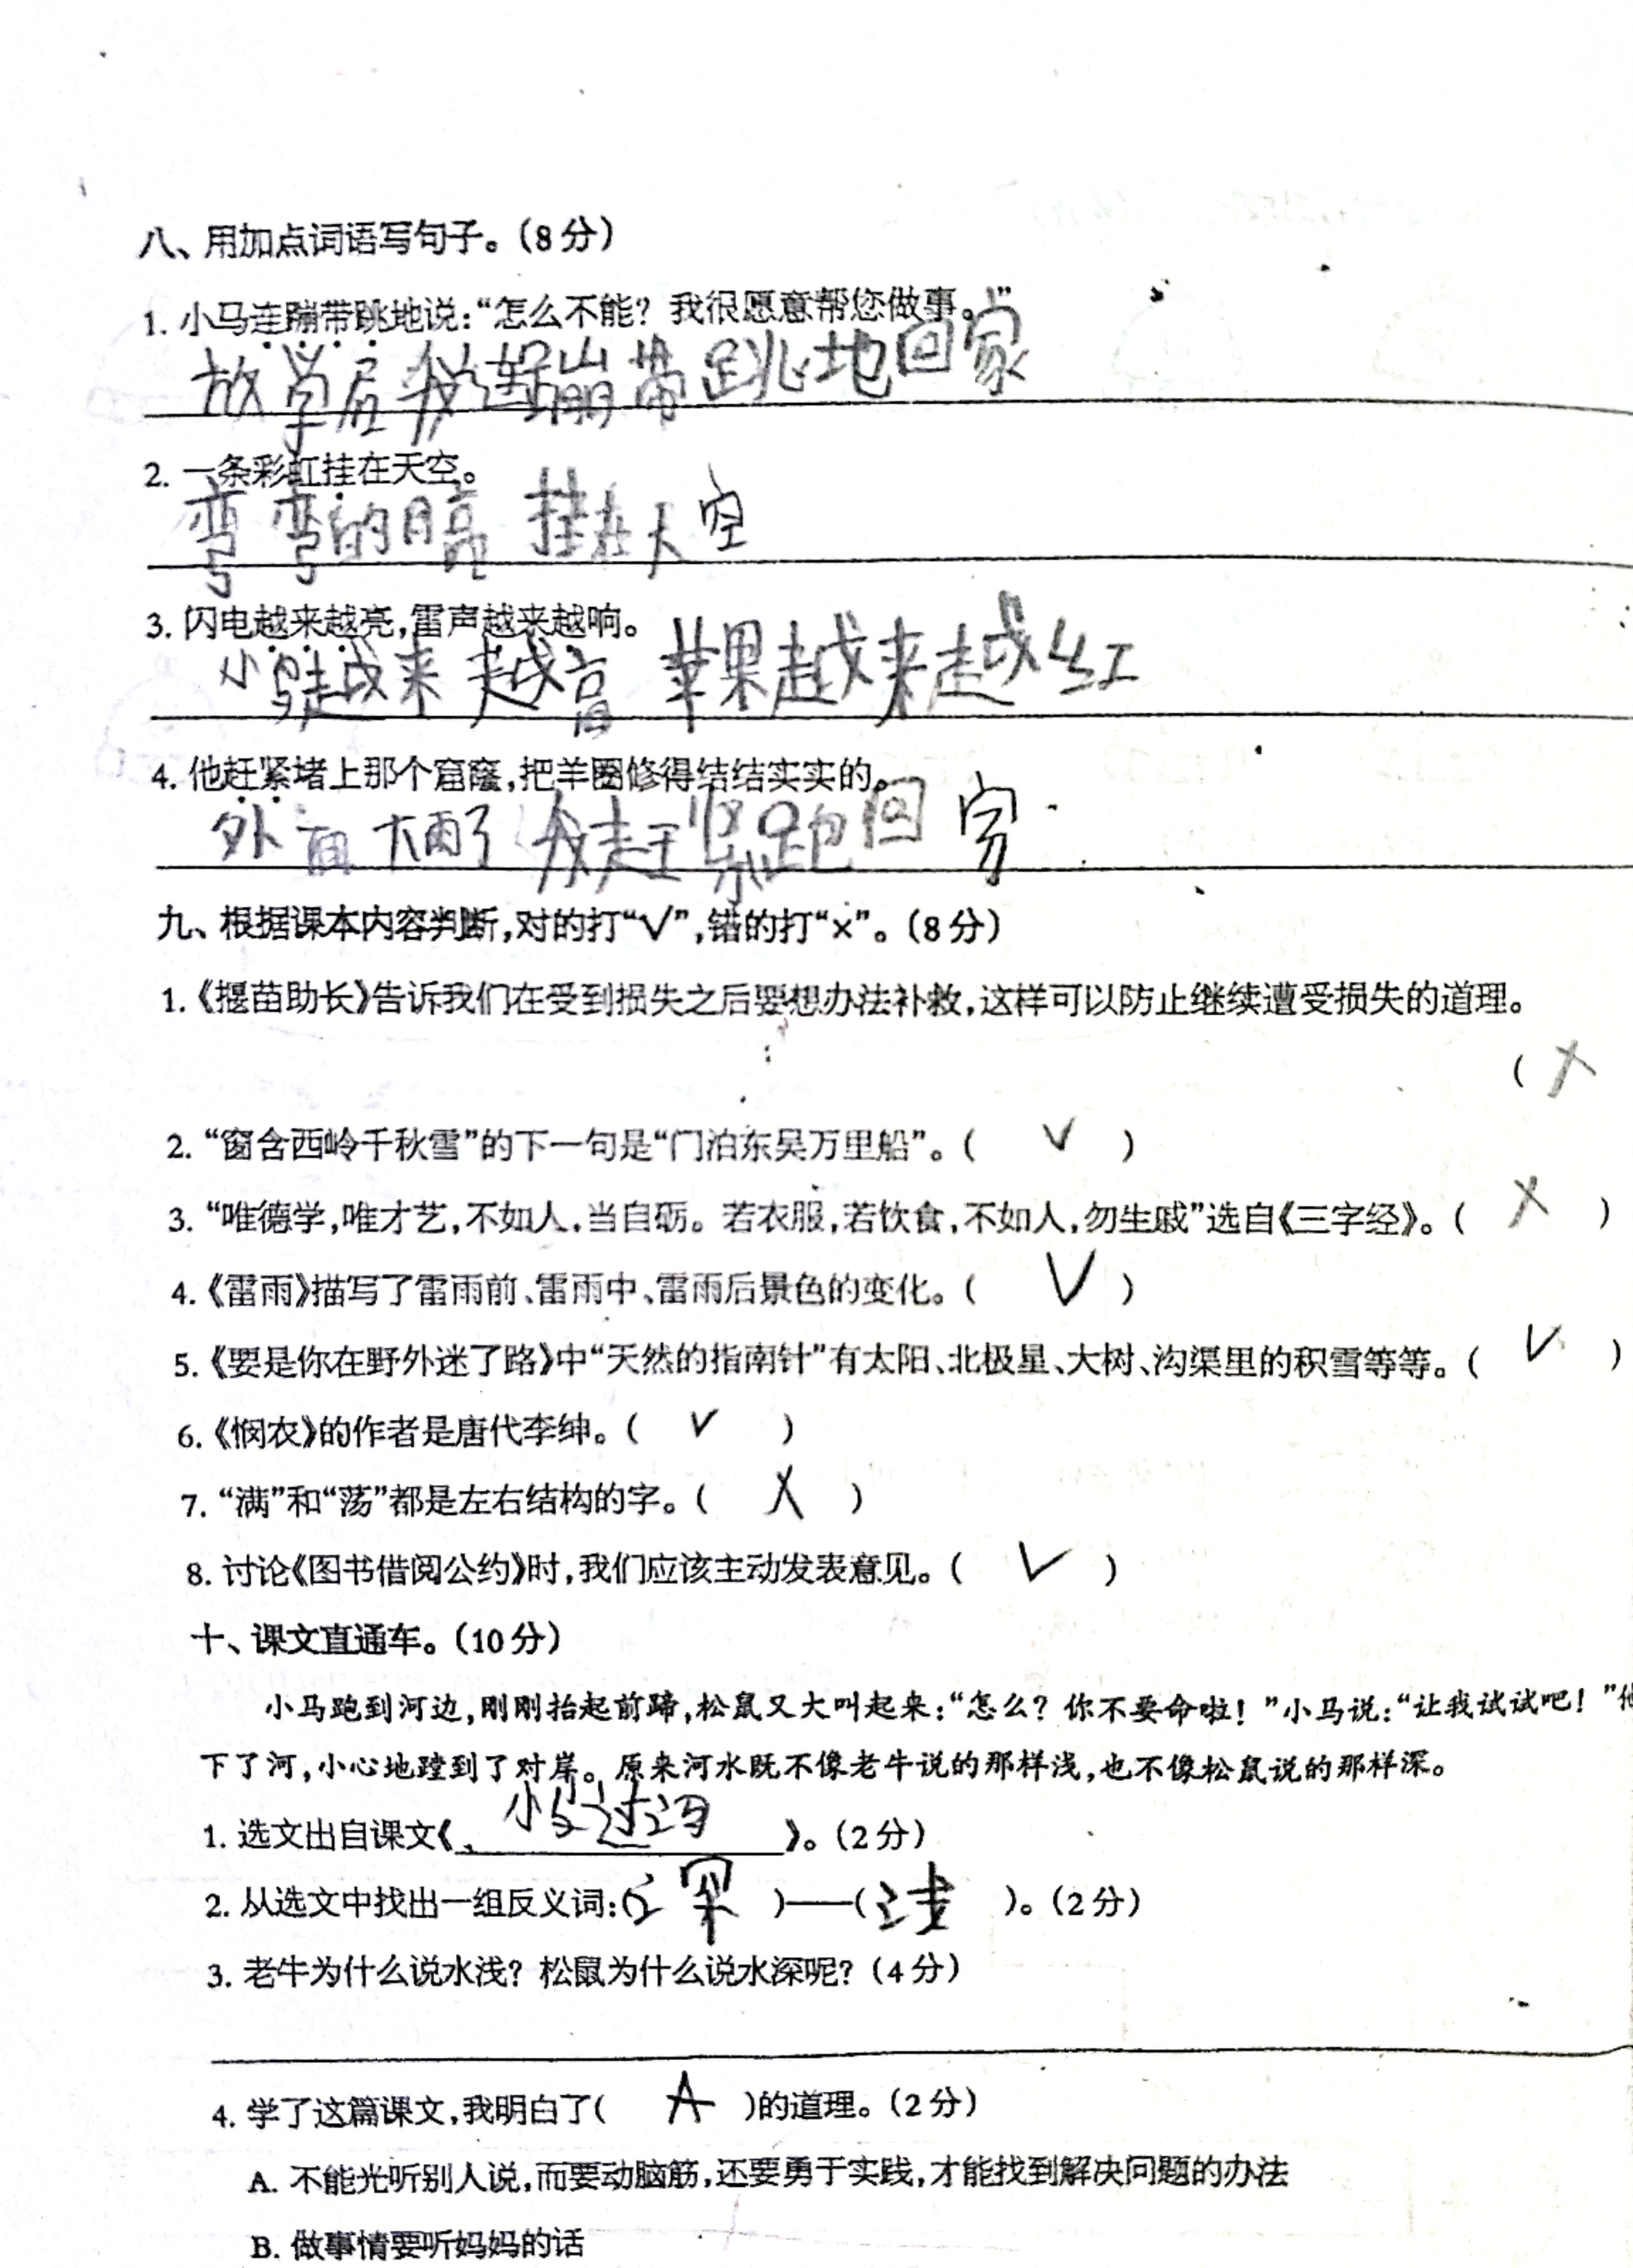 八、用加点词语写句子。(8分)
1. 小马连蹦带跳地说:“怎么不能? 我很愿意帮您做事。”
放学后我连蹦带跳地回家
2. 一条彩虹挂在天空。
弯弯的月亮 挂在天空
3. 闪电越来越亮,雷声越来越响。
小马越来越高 苹果越来越红
4. 他赶紧堵上那个窟窿,把羊圈修得结结实实的。
外面大雨了 我赶紧跑回家.
九、根据课本内容判断,对的打“√”,错的打“×”。(8分)
1.《揠苗助长》告诉我们在受到损失之后要想办法补救,这样可以防止继续遭受损失的道理。
( ×
2. “窗含西岭千秋雪”的下一句是“门泊东吴万里船”。( √ )
3. “唯德学,唯才艺,不如人,当自砺。若衣服,若饮食,不如人,勿生戚”选自《三字经》。( × )
4.《雷雨》描写了雷雨前、雷雨中、雷雨后景色的变化。( √ )
5.《要是你在野外迷了路》中“天然的指南针”有太阳、北极星、大树、沟渠里的积雪等等。( √ )
6.《悯农》的作者是唐代李绅。( √ )
7. “满”和“荡”都是左右结构的字。( × )
8. 讨论《图书借阅公约》时,我们应该主动发表意见。( √ )
十、课文直通车。(10分)
小马跑到河边,刚刚抬起前蹄,松鼠又大叫起来:“怎么? 你不要命啦!”小马说:“让我试试吧!”他
下了河,小心地蹚到了对岸。原来河水既不像老牛说的那样浅,也不像松鼠说的那样深。
1. 选文出自课文《小马过河》。(2分)
2. 从选文中找出一组反义词:(深)——(浅)。(2分)
3. 老牛为什么说水浅? 松鼠为什么说水深呢? (4分)
4. 学了这篇课文,我明白了( A )的道理。(2分)
A. 不能光听别人说,而要动脑筋,还要勇于实践,才能找到解决问题的办法
B. 做事情要听妈妈的话